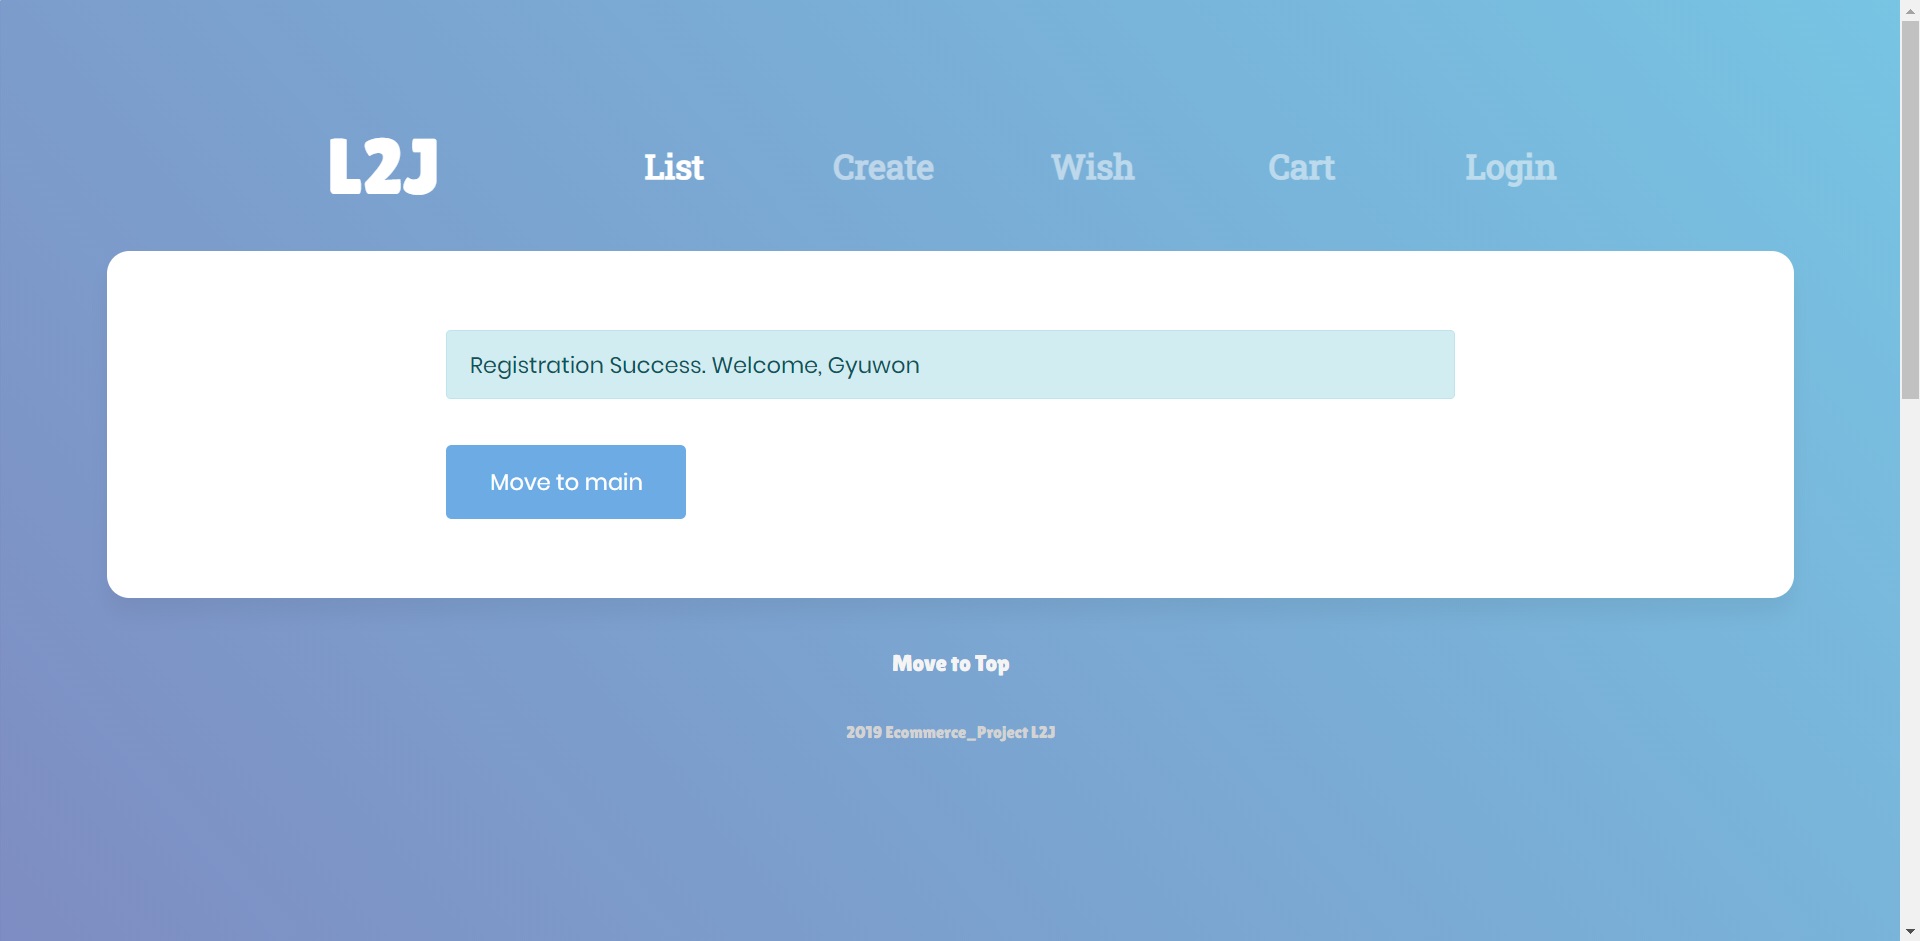 L2J
List
Create
Wish
Cart
Login
Registration Success. Welcome, Gyuwon
Move to main
Move to Top
2019 Ecommerce_Project L2J